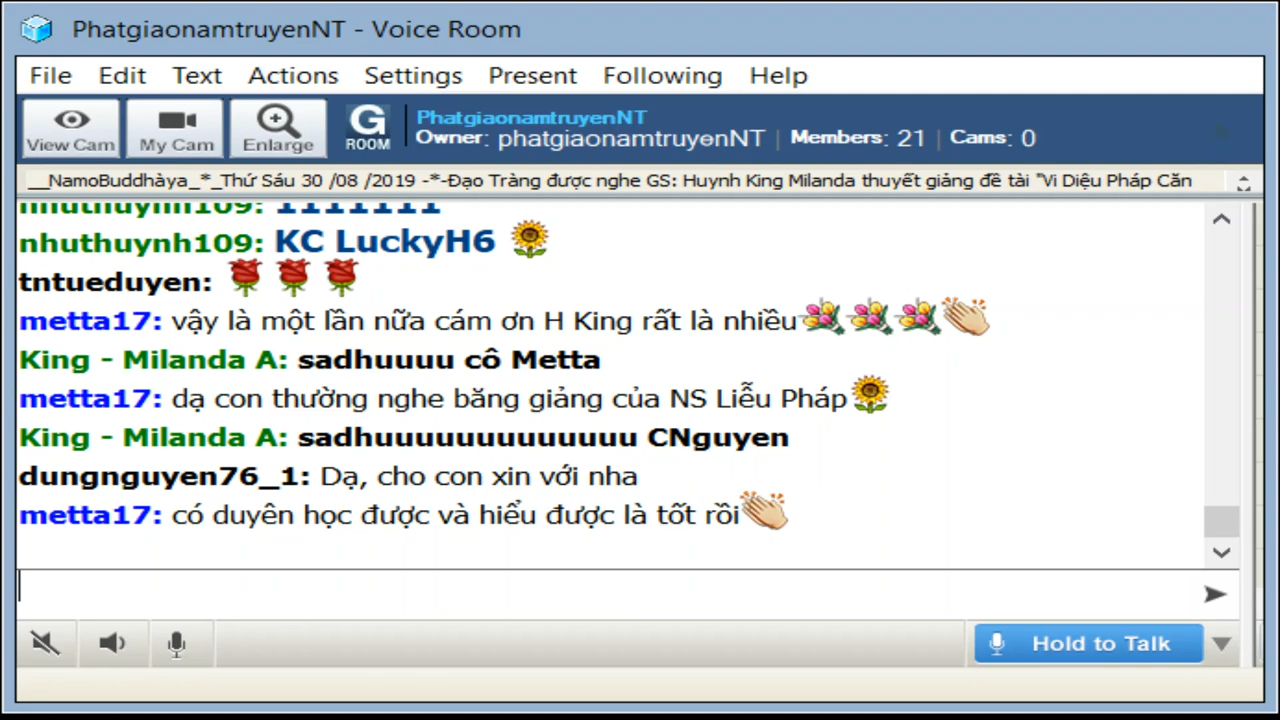 PhatgiaonamtruyenNT - Voice Room
File Edit Text Actions Settings Present Following Help
View Cam My Cam Enlarge G ROOM
PhatgiaonamtruyenNT
Owner: phatgiaonamtruyenNT | Members: 21 | Cams: 0
__NamoBuddhàya_*_Thứ Sáu 30 /08 /2019 -*-Đạo Tràng được nghe GS: Huynh King Milanda thuyết giảng đề tài "Vi Diệu Pháp Căn
nhuthuynh109: 1111111
nhuthuynh109: KC LuckyH6
tntueduyen:
metta17: vậy là một lần nữa cám ơn H King rất là nhiều
King - Milanda A: sadhuuuu cô Metta
metta17: dạ con thường nghe băng giảng của NS Liễu Pháp
King - Milanda A: sadhuuuuuuuuuuuuu CNguyen
dungnguyen76_1: Dạ, cho con xin với nha
metta17: có duyên học được và hiểu được là tốt rồi
Hold to Talk